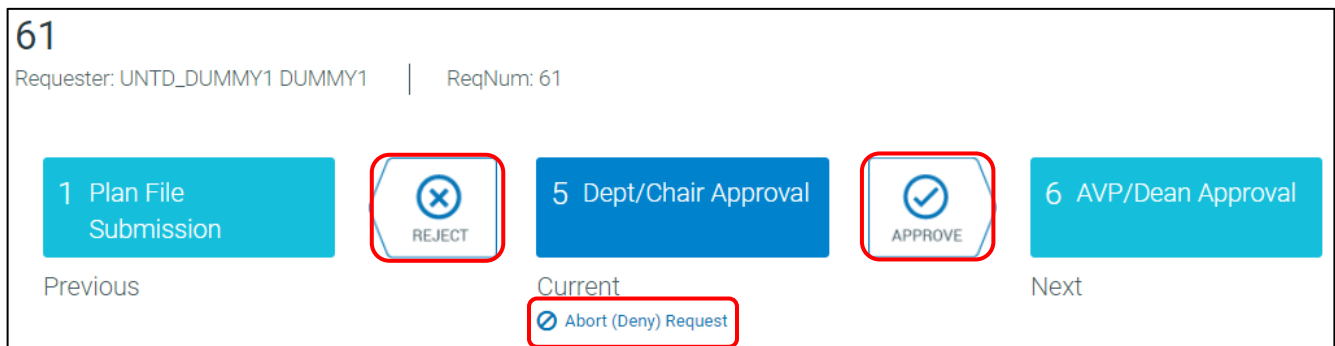 61
Requester: UNTD_DUMMY1 DUMMY1 | ReqNum: 61
1 Plan File
Submission
REJECT
5 Dept/Chair Approval
APPROVE
6 AVP/Dean Approval
Previous
Current
Next
Abort (Deny) Request